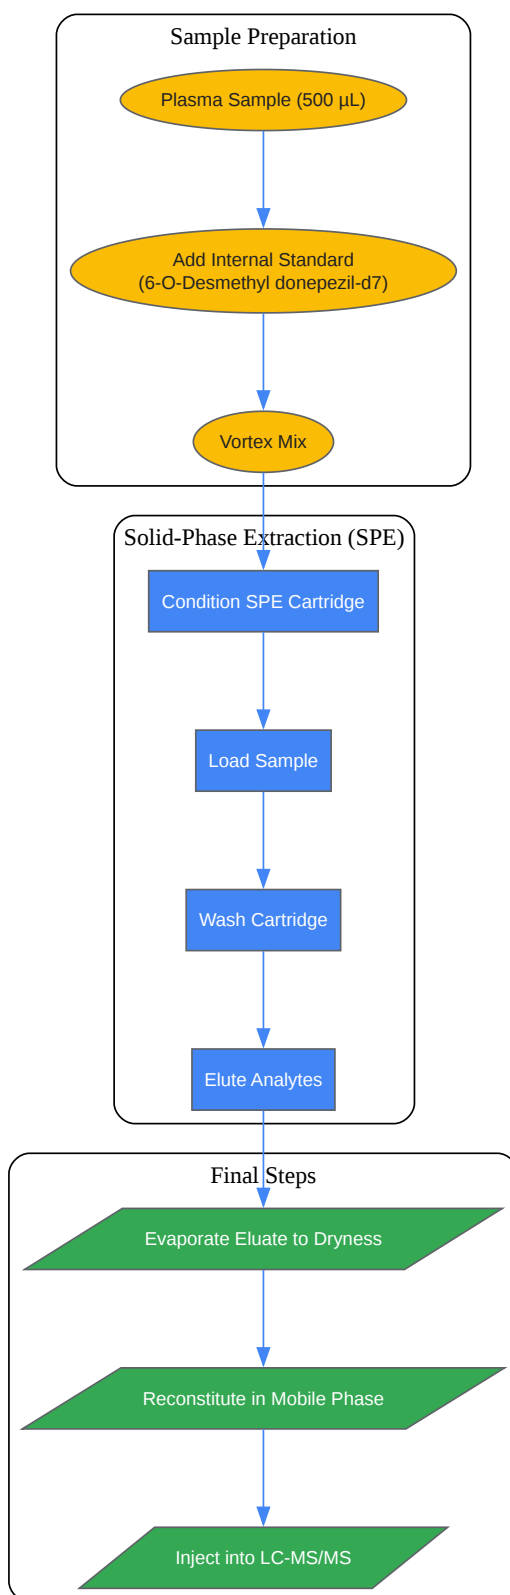 Sample Preparation
Plasma Sample (500 µL)
Add Internal Standard
(6-O-Desmethyl donepezil-d7)
Vortex Mix
Solid-Phase Extraction (SPE)
Condition SPE Cartridge
Load Sample
Wash Cartridge
Elute Analytes
Final Steps
Evaporate Eluate to Dryness
Reconstitute in Mobile Phase
Inject into LC-MS/MS